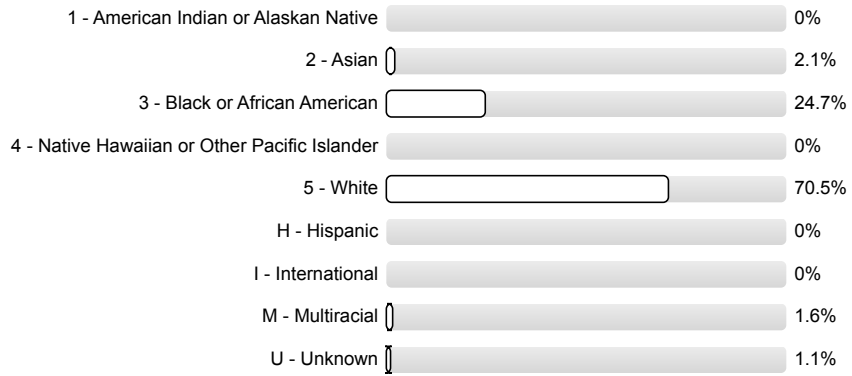 1 - American Indian or Alaskan Native 0%
2 - Asian 2.1%
3 - Black or African American 24.7%
4 - Native Hawaiian or Other Pacific Islander 0%
5 - White 70.5%
H - Hispanic 0%
I - International 0%
M - Multiracial 1.6%
U - Unknown 1.1%